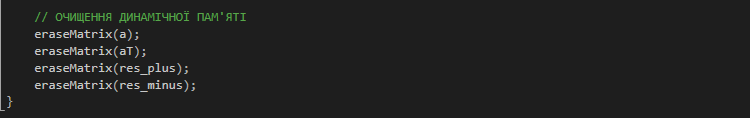 // ОЧИЩЕННЯ ДИНАМІЧНОЇ ПАМ'ЯТІ
eraseMatrix(a);
eraseMatrix(aT);
eraseMatrix(res_plus);
eraseMatrix(res_minus);
}